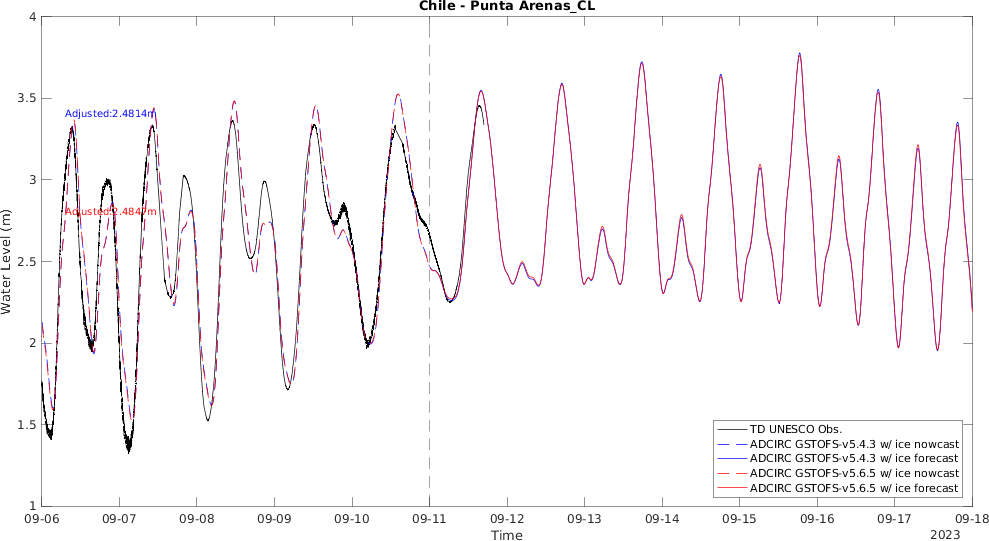 Chile - Punta Arenas_CL
4
3.5
3
2.5
2
1.5
1
Water Level (m)
Adjusted:2.4814m
Adjusted:2.4847m
TD UNESCO Obs.
ADCIRC GSTOFS-v5.4.3 w/ ice nowcast
ADCIRC GSTOFS-v5.4.3 w/ ice forecast
ADCIRC GSTOFS-v5.6.5 w/ ice nowcast
ADCIRC GSTOFS-v5.6.5 w/ ice forecast
09-06 09-07 09-08 09-09 09-10 09-11 09-12 09-13 09-14 09-15 09-16 09-17 09-18
Time
2023